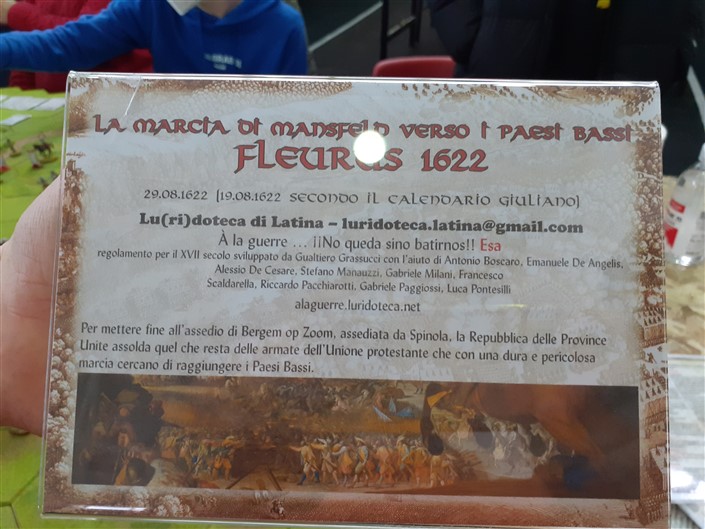 La marcia di Mansfeld verso i Paesi Bassi
Fleurus 1622
29.08.1622 [19.08.1622 secondo il calendario giuliano]
Lu(ri)doteca di Latina – luridoteca.latina@gmail.com
À la guerre ... ¡¡No queda sino batirnos!! Esa
regolamento per il XVII secolo sviluppato da Gualtiero Grassucci con l'aiuto di Antonio Boscaro, Emanuele De Angelis,
Alessio De Cesare, Stefano Manauzzi, Gabriele Milani, Francesco
Scaldarella, Riccardo Pacchiarotti, Gabriele Paggiossi, Luca Pontesilli
alaguerre.luridoteca.net
Per mettere fine all'assedio di Bergem op Zoom, assediata da Spinola, la Repubblica delle Province
Unite assolda quel che resta delle armate dell'Unione protestante che con una dura e pericolosa
marcia cercano di raggiungere i Paesi Bassi.